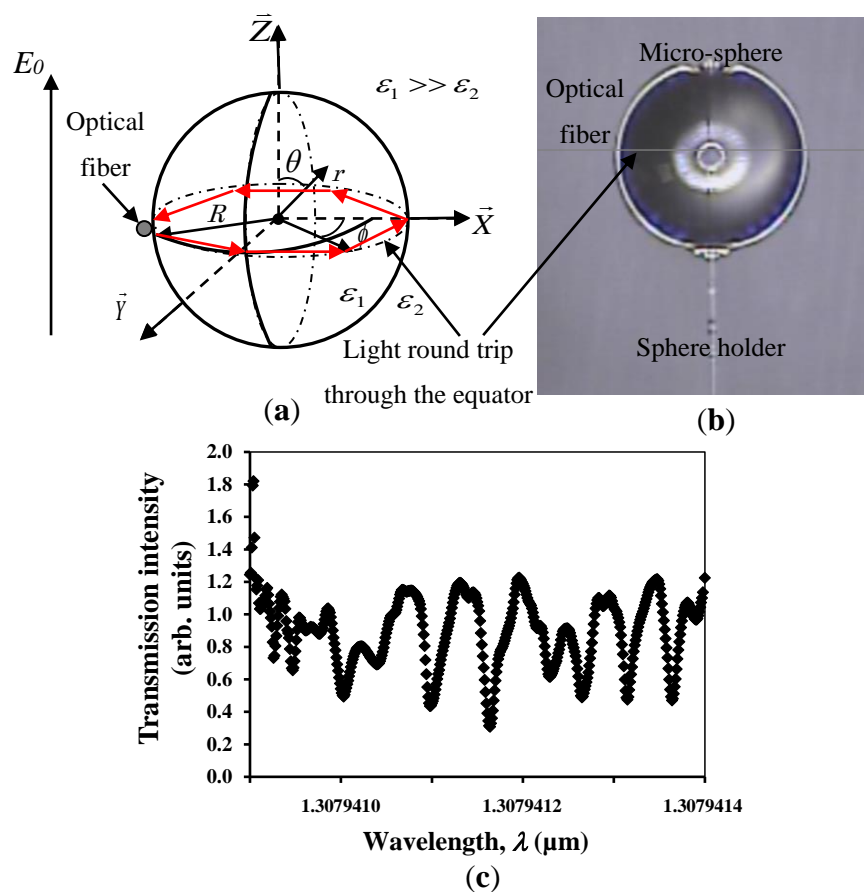 Z⃗
E0
ε1 >> ε2
Optical
fiber
θ
r
R
X⃗
ϕ
Y⃗
ε1
ε2
Light round trip
through the equator
(a)
Micro-sphere
Optical
fiber
Sphere holder
(b)
2.0
1.8
1.6
1.4
1.2
1.0
0.8
0.6
0.4
0.2
0.0
Transmission intensity
(arb. units)
1.3079410
1.3079412
1.3079414
Wavelength, λ (µm)
(c)